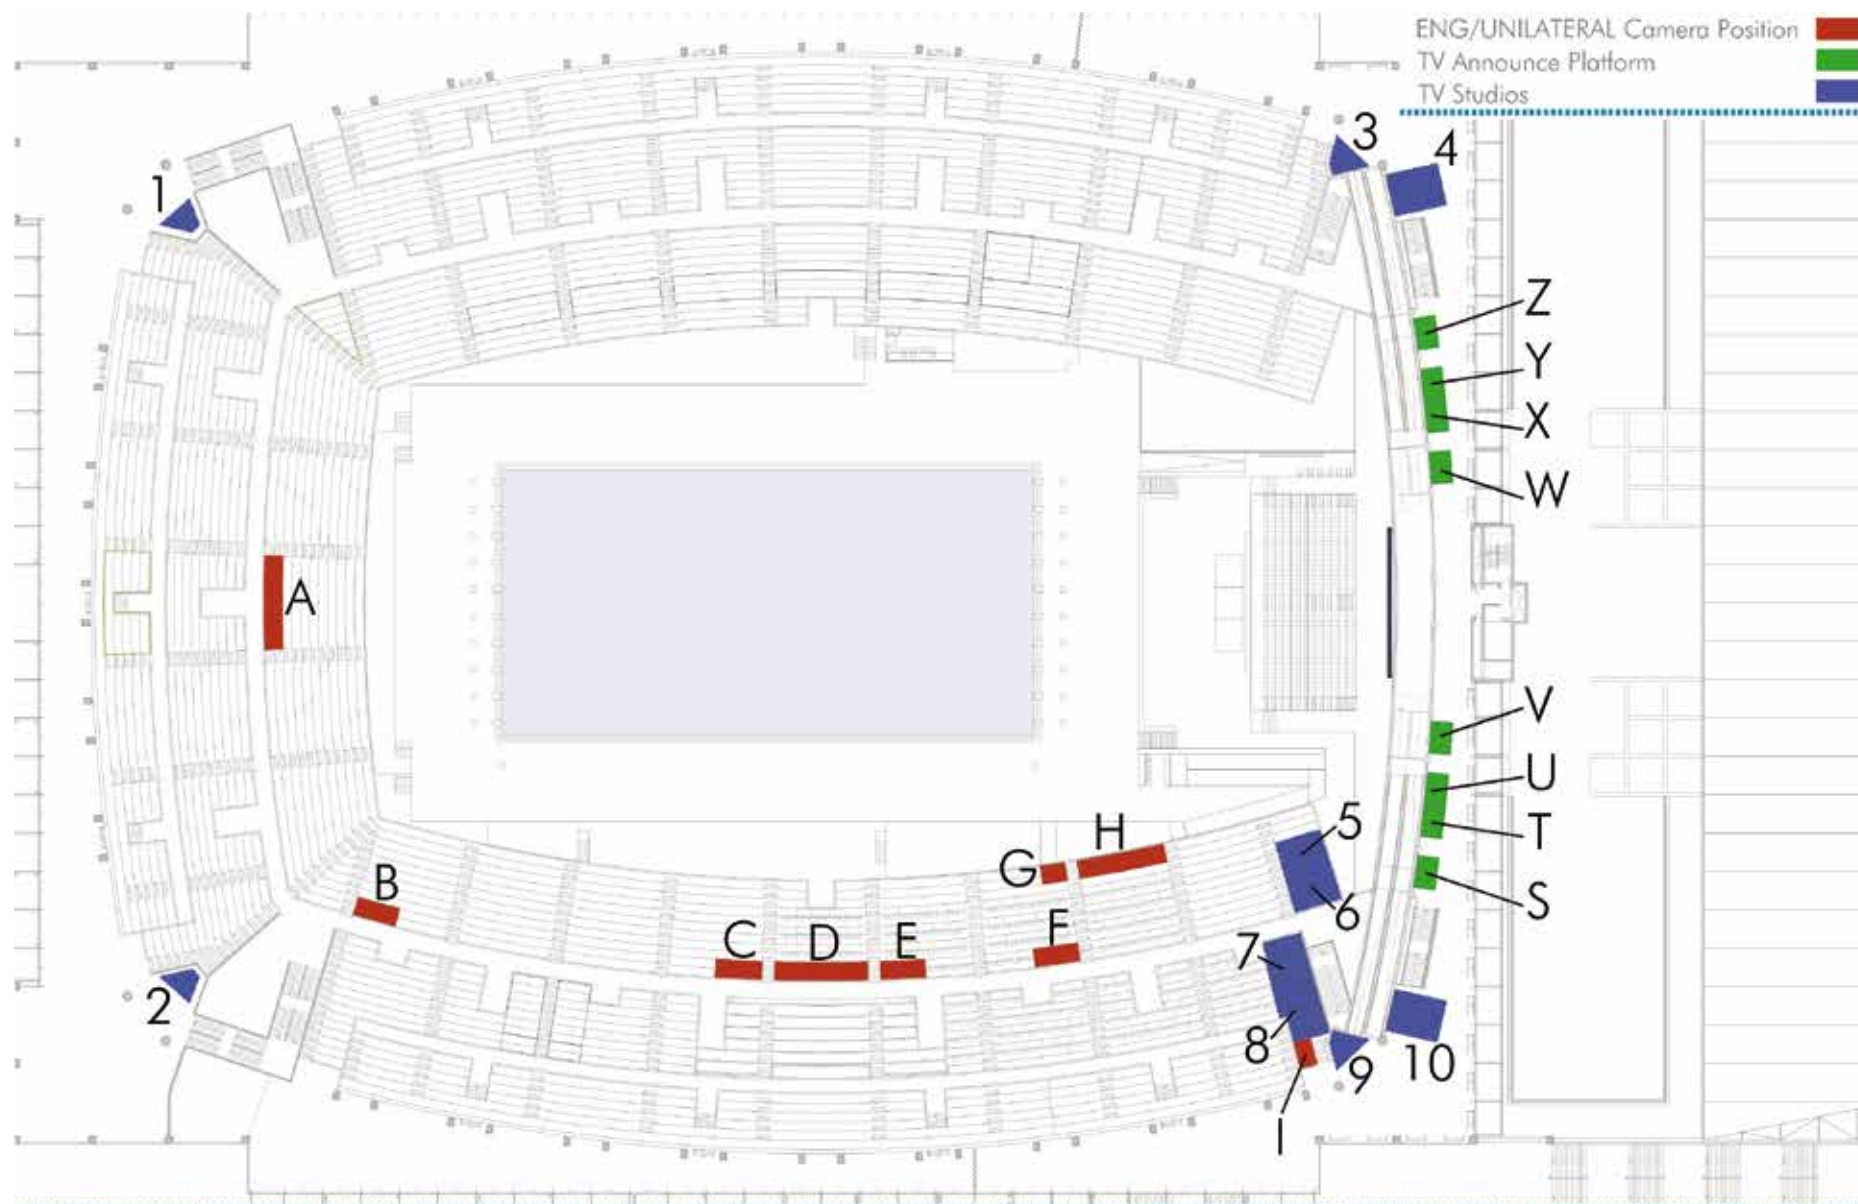 ENG/UNILATERAL Camera Position
TV Announce Platform
TV Studios
3
4
1
Z
Y
X
W
A
V
U
T
S
5
6
H
G
B
F
C
D
E
7
2
8
9
10
I